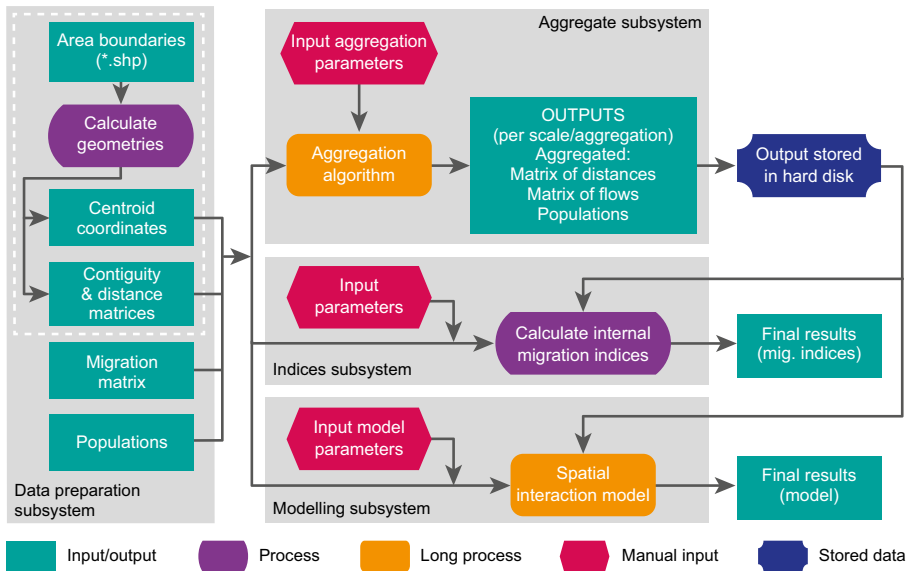 Area boundaries
(*.shp)
Calculate
geometries
Centroid
coordinates
Contiguity
& distance
matrices
Migration
matrix
Populations
Data preparation
subsystem
Aggregate subsystem
Input aggregation
parameters
Aggregation
algorithm
OUTPUTS
(per scale/aggregation)
Aggregated:
Matrix of distances
Matrix of flows
Populations
Output stored
in hard disk
Input
parameters
Calculate internal
migration indices
Final results
(mig. indices)
Indices subsystem
Input model
parameters
Spatial
interaction model
Final results
(model)
Modelling subsystem
Input/output
Process
Long process
Manual input
Stored data